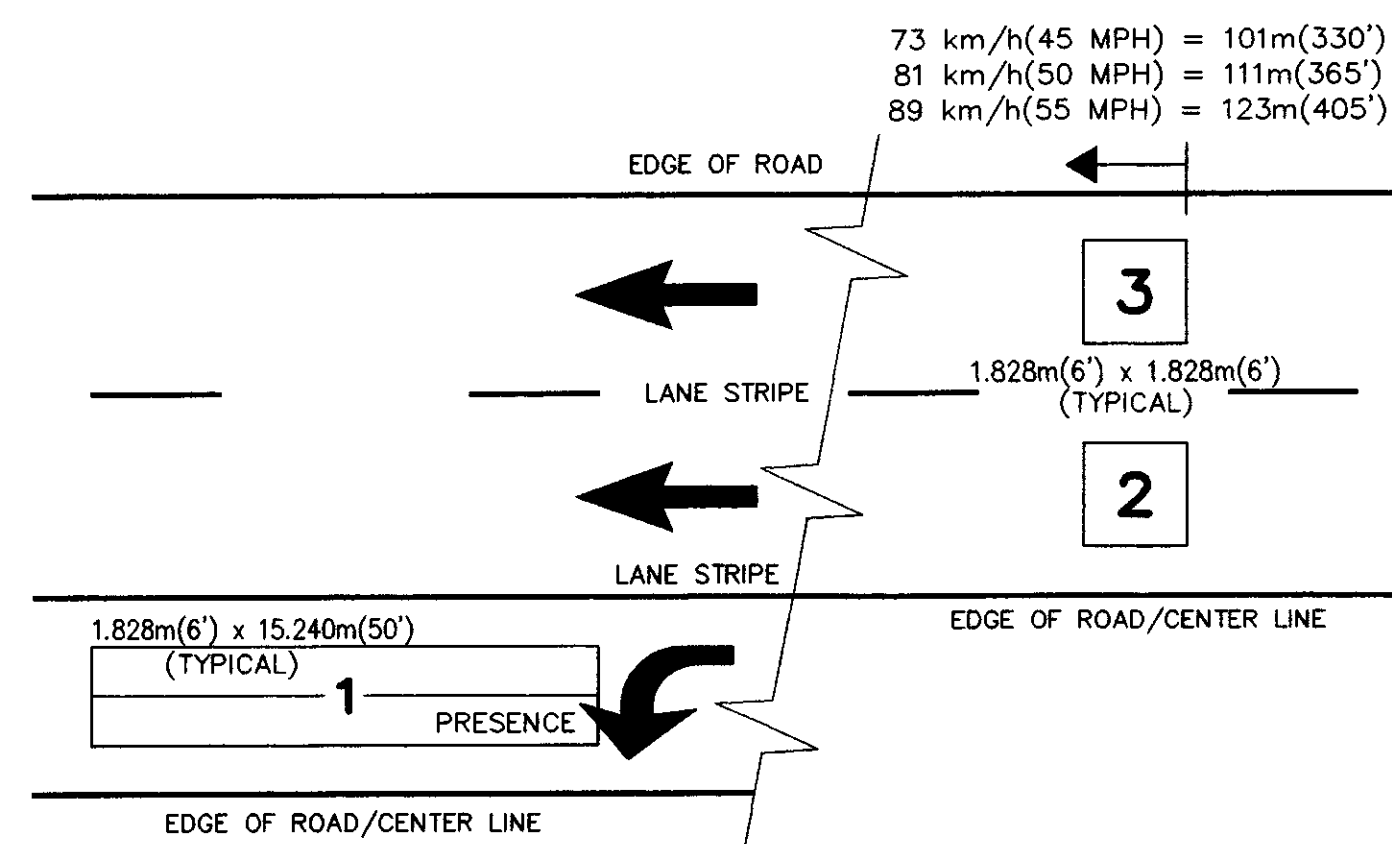 73 km/h(45 MPH) = 101m(330')
81 km/h(50 MPH) = 111m(365')
89 km/h(55 MPH) = 123m(405')
EDGE OF ROAD
3
1.828m(6') x 1.828m(6')
(TYPICAL)
LANE STRIPE
2
LANE STRIPE
EDGE OF ROAD/CENTER LINE
1.828m(6') x 15.240m(50')
(TYPICAL)
1
PRESENCE
EDGE OF ROAD/CENTER LINE